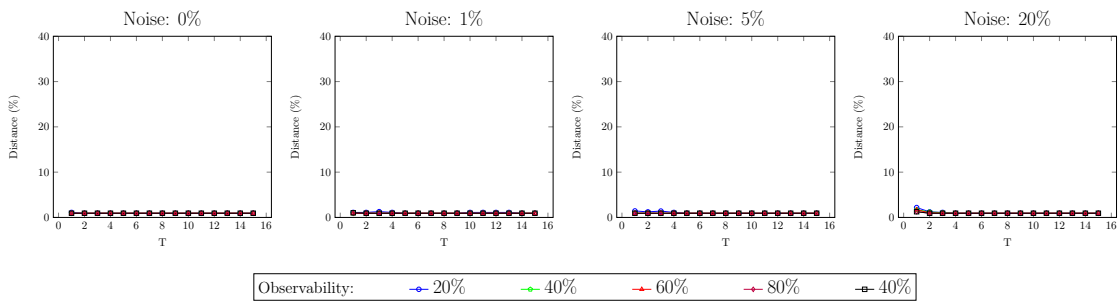 Noise: 0% Noise: 1% Noise: 5% Noise: 20%
40 40 40 40
30 30 30 30
20 20 20 20
10 10 10 10
0 0 0 0
Distance (%) Distance (%) Distance (%) Distance (%)
0 2 4 6 8 10 12 14 16 0 2 4 6 8 10 12 14 16 0 2 4 6 8 10 12 14 16 0 2 4 6 8 10 12 14 16
T T T T
Observability: 20% 40% 60% 80% 40%